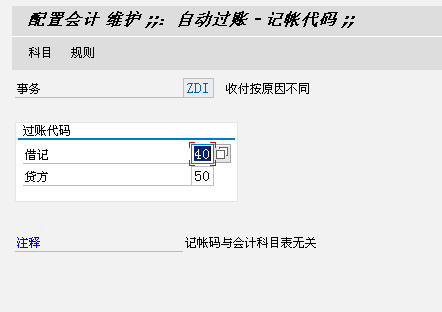 配置会计 维护 ;;: 自动过账 - 记帐代码 ;;
科目 规则
事务 ZDI 收付按原因不同
过账代码
借记 40
贷方 50
注释 记帐码与会计科目表无关